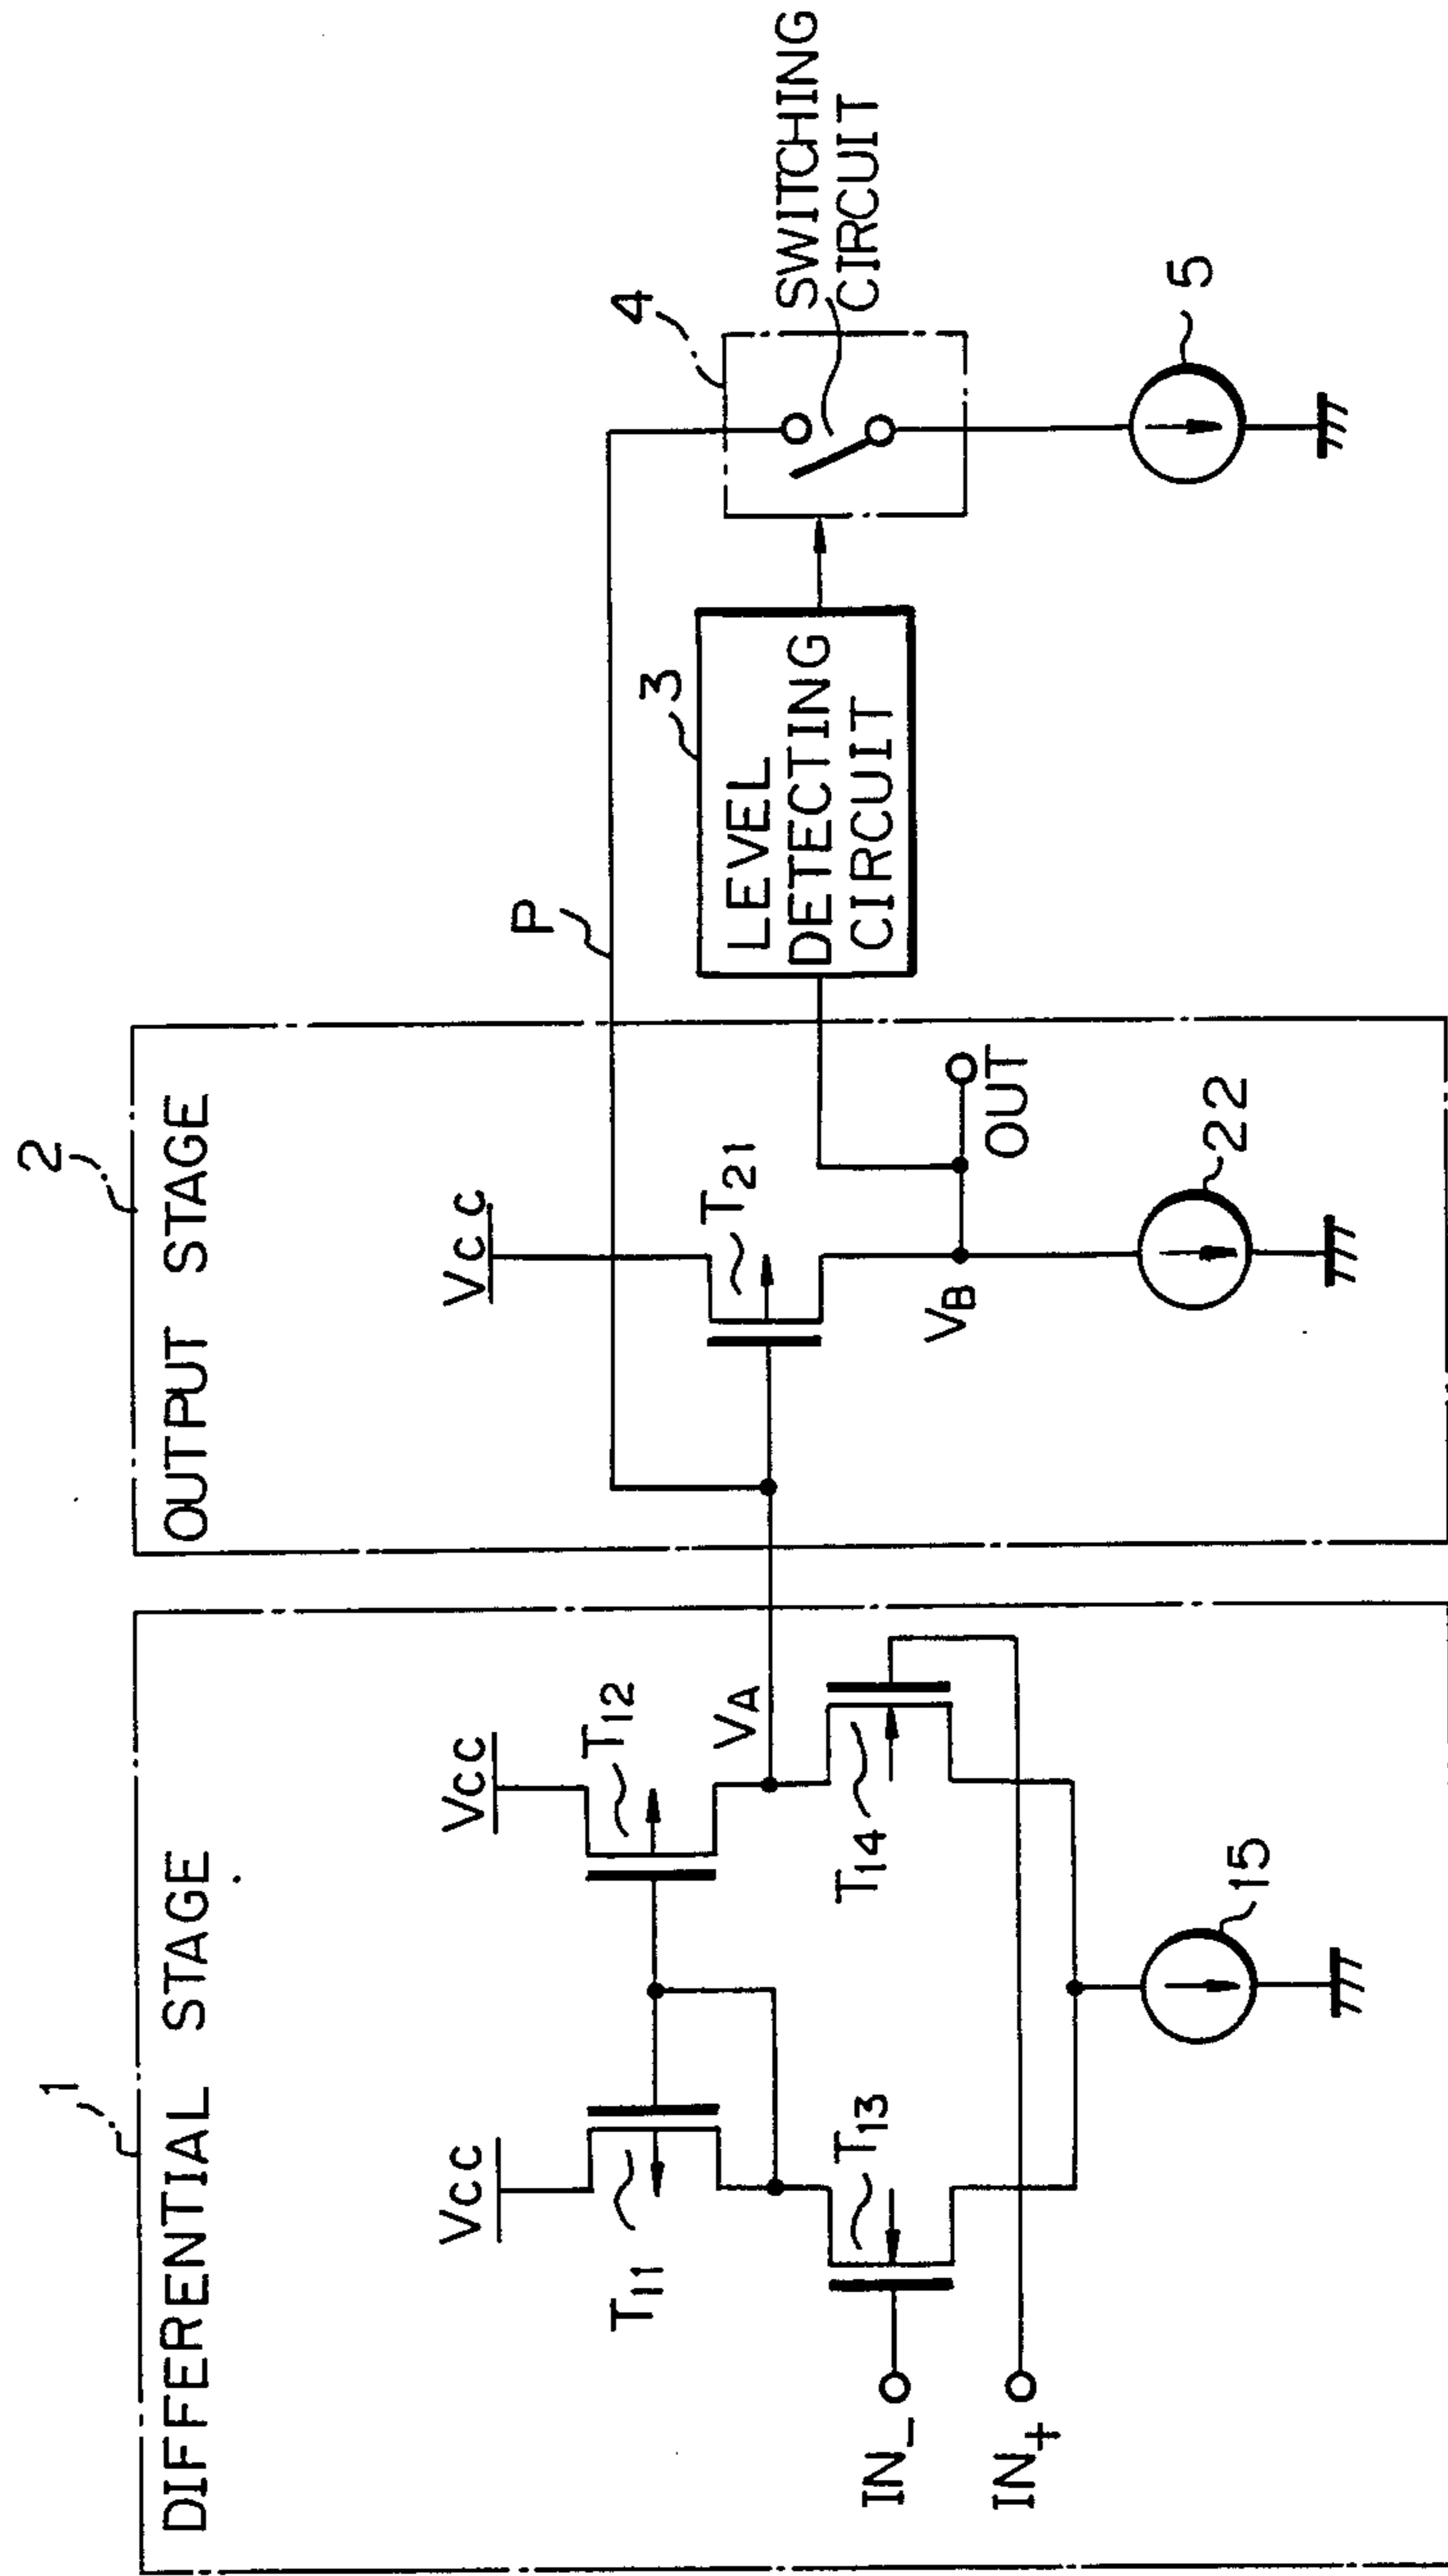 1
DIFFERENTIAL STAGE
VCC
VCC
T11
T12
VA
T13
T14
IN-
IN+
15
2
OUTPUT STAGE
VCC
T21
VB
OUT
22
P
3
LEVEL
DETECTING
CIRCUIT
4
SWITCHING
CIRCUIT
5